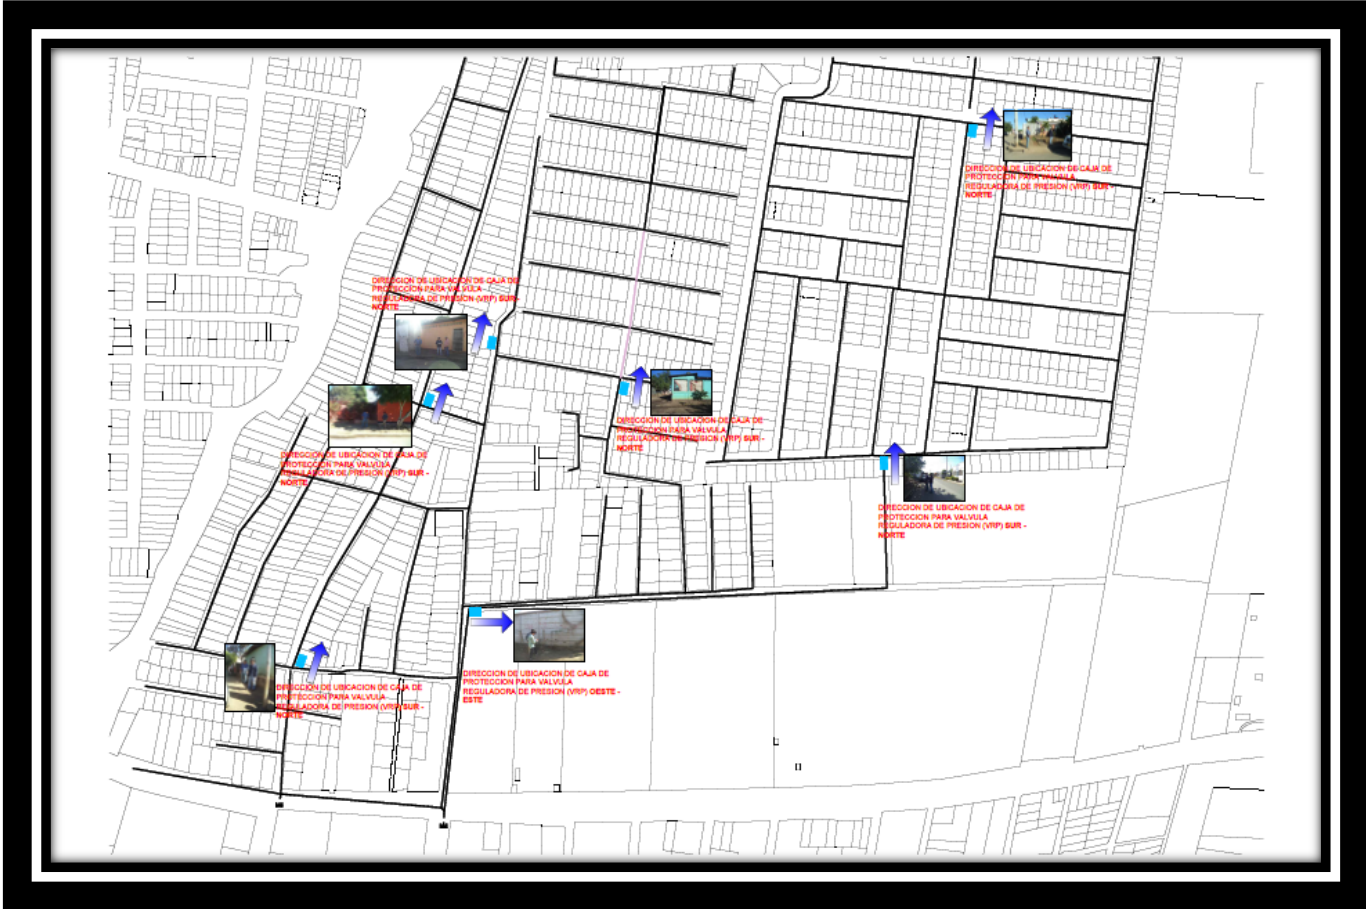 DIRECCION DE UBICACION DE CAJA DE
PROTECCION PARA VALVULA
REGULADORA DE PRESION (VRP) SUR -
NORTE
DIRECCION DE UBICACION DE CAJA DE
PROTECCION PARA VALVULA
REGULADORA DE PRESION (VRP) SUR -
NORTE
DIRECCION DE UBICACION DE CAJA DE
PROTECCION PARA VALVULA
REGULADORA DE PRESION (VRP) SUR -
NORTE
DIRECCION DE UBICACION DE CAJA DE
PROTECCION PARA VALVULA
REGULADORA DE PRESION (VRP) SUR -
NORTE
DIRECCION DE UBICACION DE CAJA DE
PROTECCION PARA VALVULA
REGULADORA DE PRESION (VRP) SUR -
NORTE
DIRECCION DE UBICACION DE CAJA DE
PROTECCION PARA VALVULA
REGULADORA DE PRESION (VRP) OESTE -
ESTE
DIRECCION DE UBICACION DE CAJA DE
PROTECCION PARA VALVULA
REGULADORA DE PRESION (VRP) SUR -
NORTE